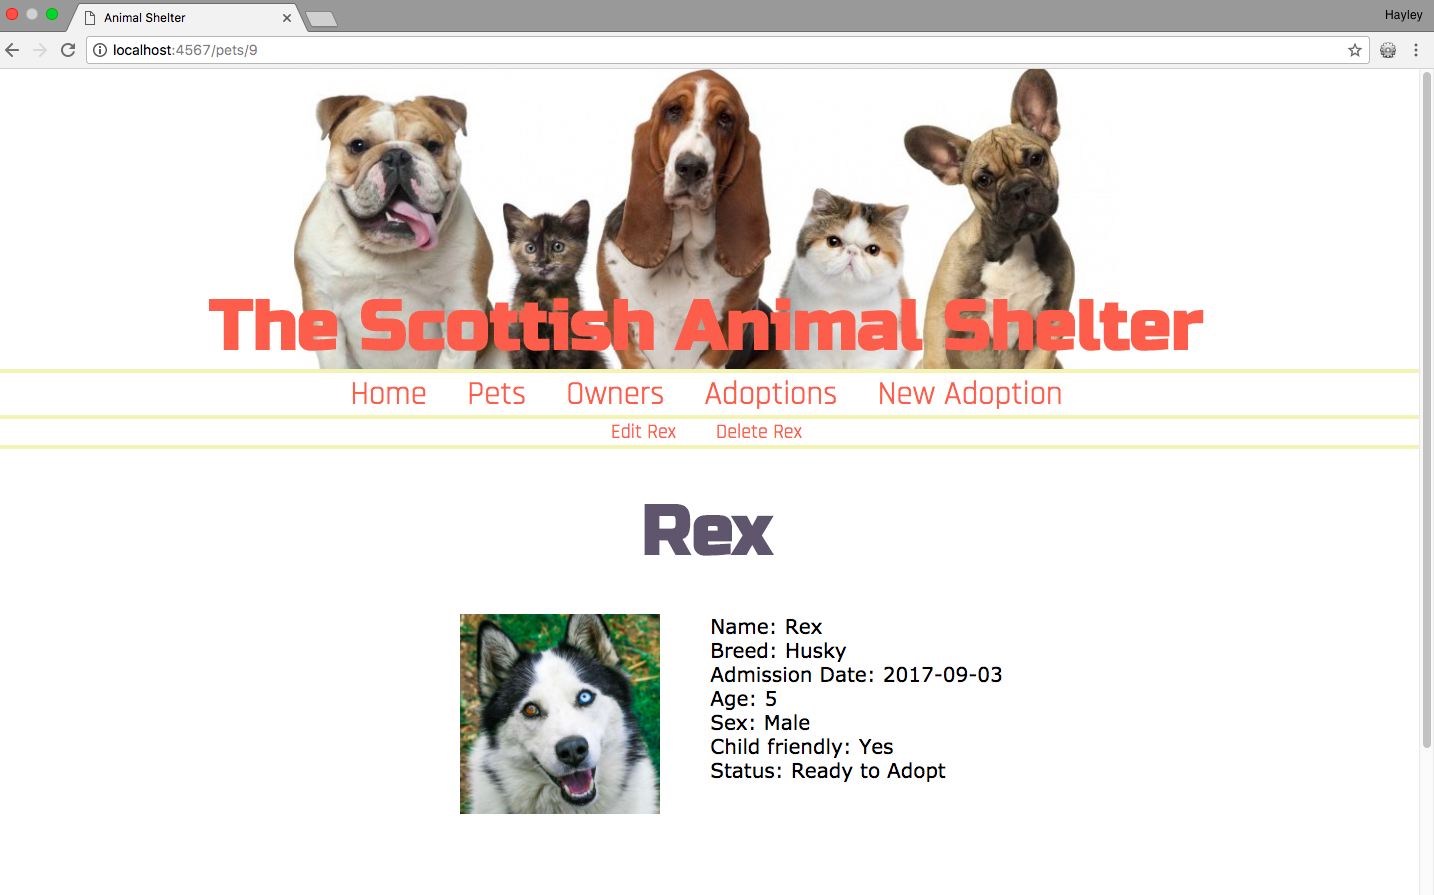 Animal Shelter
Hayley
localhost:4567/pets/9
The Scottish Animal Shelter
Home Pets Owners Adoptions New Adoption
Edit Rex Delete Rex
Rex
Name: Rex
Breed: Husky
Admission Date: 2017-09-03
Age: 5
Sex: Male
Child friendly: Yes
Status: Ready to Adopt